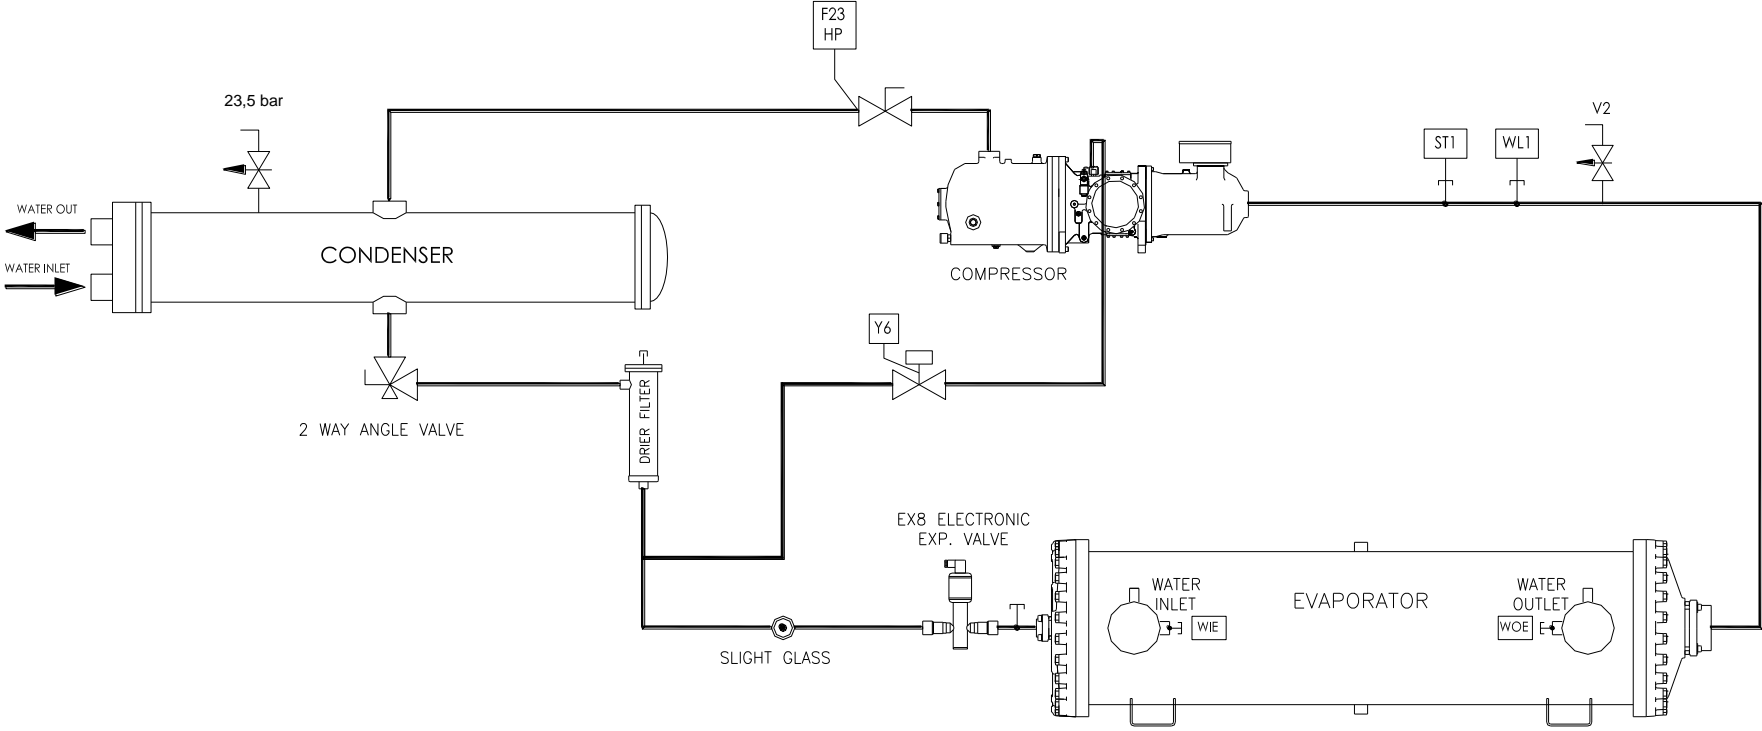 F23
HP
23,5 bar
V2
ST1
WL1
WATER OUT
CONDENSER
WATER INLET
COMPRESSOR
Y6
DRIER FILTER
2 WAY ANGLE VALVE
EX8 ELECTRONIC
EXP. VALVE
WATER
INLET
EVAPORATOR
WATER
OUTLET
WIE
WOE
SLIGHT GLASS